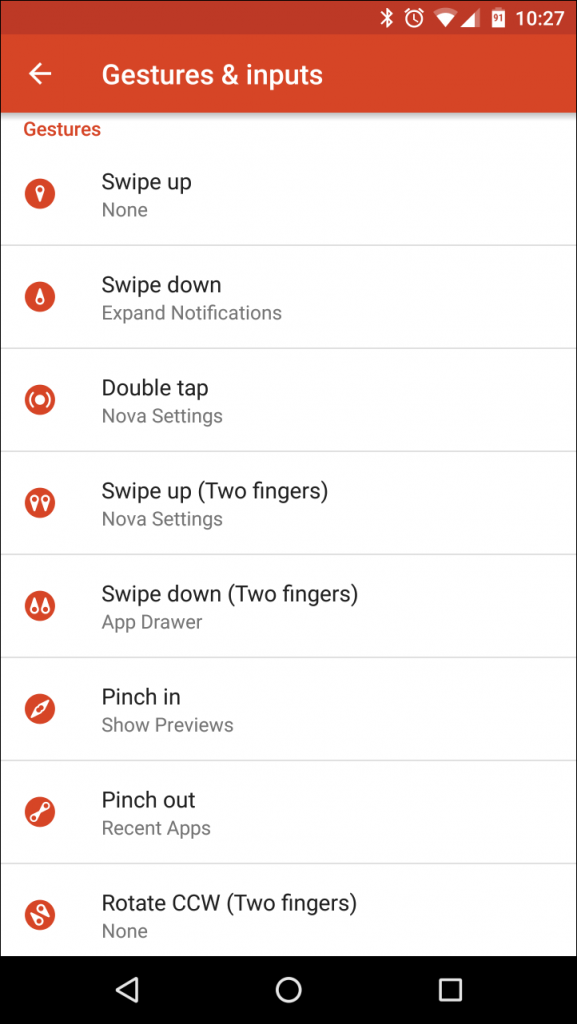 91 10:27
Gestures & inputs
Gestures
Swipe up
None
Swipe down
Expand Notifications
Double tap
Nova Settings
Swipe up (Two fingers)
Nova Settings
Swipe down (Two fingers)
App Drawer
Pinch in
Show Previews
Pinch out
Recent Apps
Rotate CCW (Two fingers)
None